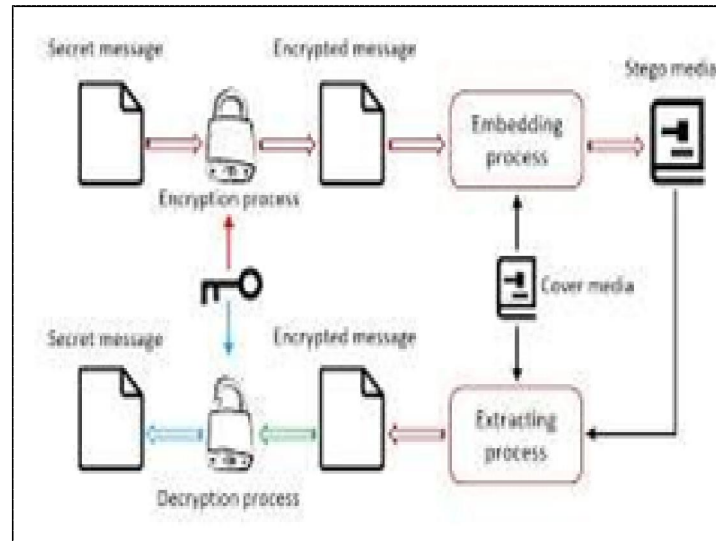 Secret message
Encrypted message
Stego media
Embedding
process
Encryption process
Cover media
Secret message
Encrypted message
Extracting
process
Decryption process